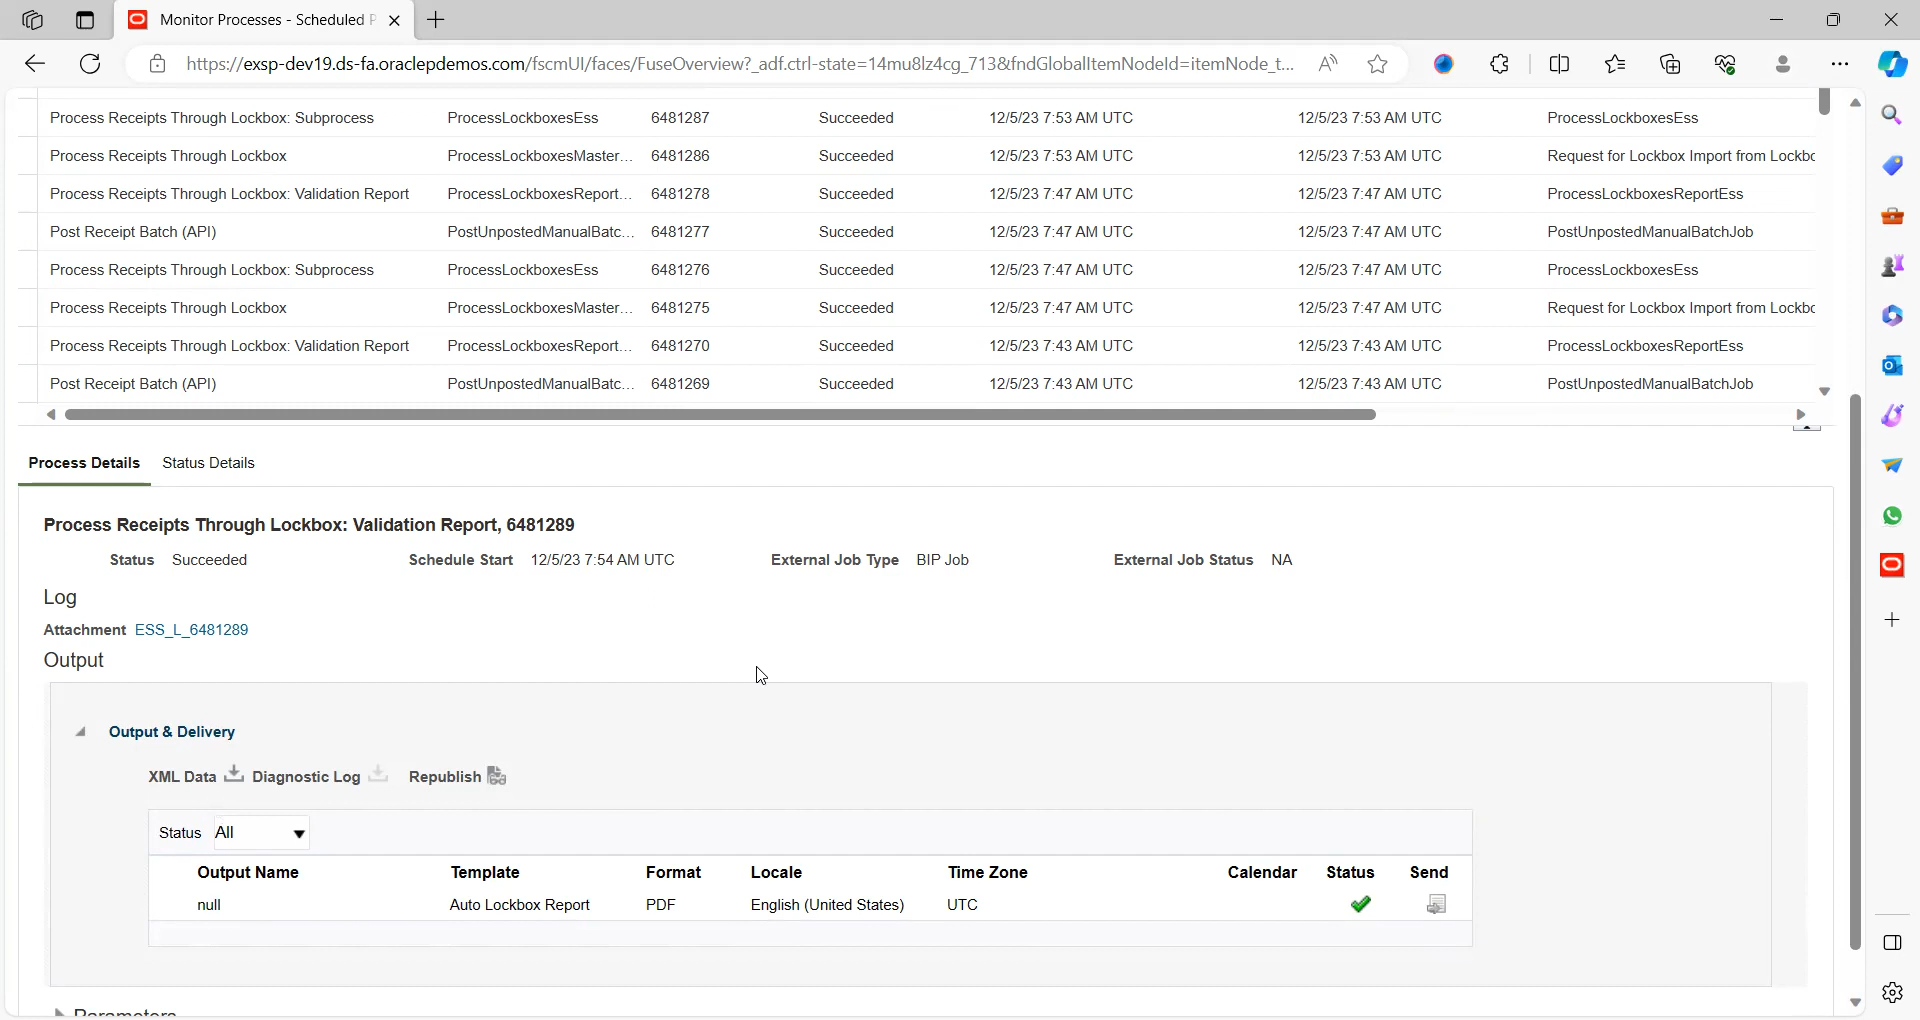 Monitor Processes - Scheduled P
https://exsp-dev19.ds-fa.oraclepdemos.com/fscmUI/faces/FuseOverview?_adf.ctrl-state=14mu8lz4cg_713&fndGlobalItemNodeId=itemNode_t...
Process Receipts Through Lockbox: Subprocess ProcessLockboxesEss 6481287 Succeeded 12/5/23 7:53 AM UTC 12/5/23 7:53 AM UTC ProcessLockboxesEss
Process Receipts Through Lockbox ProcessLockboxesMaster... 6481286 Succeeded 12/5/23 7:53 AM UTC 12/5/23 7:53 AM UTC Request for Lockbox Import from Lockbc
Process Receipts Through Lockbox: Validation Report ProcessLockboxesReport... 6481278 Succeeded 12/5/23 7:47 AM UTC 12/5/23 7:47 AM UTC ProcessLockboxesReportEss
Post Receipt Batch (API) PostUnpostedManualBatc... 6481277 Succeeded 12/5/23 7:47 AM UTC 12/5/23 7:47 AM UTC PostUnpostedManualBatchJob
Process Receipts Through Lockbox: Subprocess ProcessLockboxesEss 6481276 Succeeded 12/5/23 7:47 AM UTC 12/5/23 7:47 AM UTC ProcessLockboxesEss
Process Receipts Through Lockbox ProcessLockboxesMaster... 6481275 Succeeded 12/5/23 7:47 AM UTC 12/5/23 7:47 AM UTC Request for Lockbox Import from Lockbc
Process Receipts Through Lockbox: Validation Report ProcessLockboxesReport... 6481270 Succeeded 12/5/23 7:43 AM UTC 12/5/23 7:43 AM UTC ProcessLockboxesReportEss
Post Receipt Batch (API) PostUnpostedManualBatc... 6481269 Succeeded 12/5/23 7:43 AM UTC 12/5/23 7:43 AM UTC PostUnpostedManualBatchJob
Process Details Status Details
Process Receipts Through Lockbox: Validation Report, 6481289
Status Succeeded Schedule Start 12/5/23 7:54 AM UTC External Job Type BIP Job External Job Status NA
Log
Attachment ESS_L_6481289
Output
Output & Delivery
XML Data Diagnostic Log Republish
Status All
Output Name Template Format Locale Time Zone Calendar Status Send
null Auto Lockbox Report PDF English (United States) UTC
Parameters